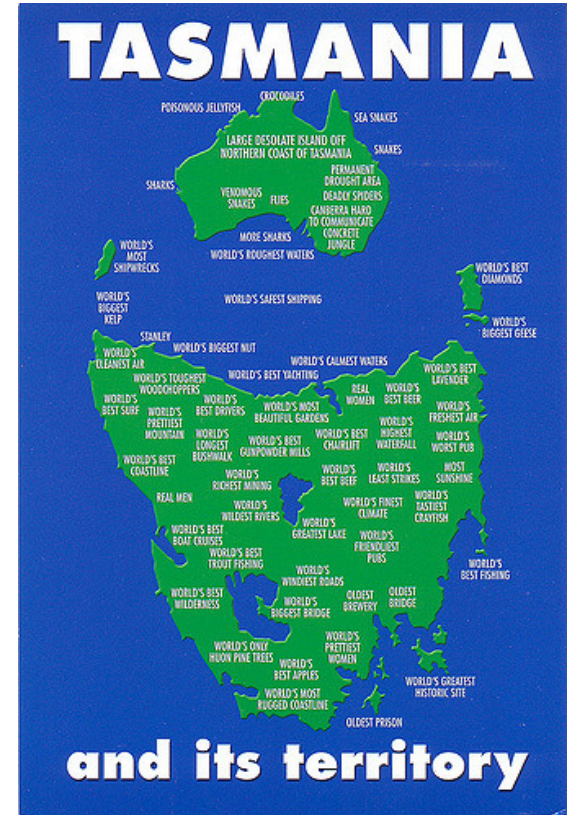 TASMANIA
CROCODILES
POISONOUS JELLYFISH
SEA SNAKES
LARGE DESOLATE ISLAND OFF
NORTHERN COAST OF TASMANIA
SNAKES
PERMANENT
DROUGHT AREA
SHARKS
VENOMOUS
SNAKES
FLIES
DEADLY SPIDERS
CANBERRA HARD
TO COMMUNICATE
CONCRETE
JUNGLE
MORE SHARKS
WORLD'S
MOST
SHIPWRECKS
WORLD'S ROUGHEST WATERS
WORLD'S BEST
DIAMONDS
WORLD'S
BIGGEST
KELP
WORLD'S SAFEST SHIPPING
WORLD'S
BIGGEST GEESE
STANLEY
WORLD'S BIGGEST NUT
WORLD'S
CLEANEST AIR
WORLD'S CALMEST WATERS
WORLD'S BEST YACHTING
WORLD'S BEST
LAVENDER
WORLD'S TOUGHEST
WOODCHOPPERS
REAL
WOMEN
WORLD'S
BEST BEER
WORLD'S
BEST SURF
WORLD'S
PRETTIEST
MOUNTAIN
WORLD'S
BEST DRIVERS
WORLD'S MOST
BEAUTIFUL GARDENS
WORLD'S
FRESHEST AIR
WORLD'S
LONGEST
BUSHWALK
WORLD'S BEST
GUNPOWDER MILLS
WORLD'S BEST
CHAIRLIFT
WORLD'S
HIGHEST
WATERFALL
WORLD'S
WORST PUB
WORLD'S BEST
COASTLINE
WORLD'S
RICHEST MINING
WORLD'S
BEST BEEF
WORLD'S
LEAST STRIKES
MOST
SUNSHINE
REAL MEN
WORLD'S
WILDEST RIVERS
WORLD'S FINEST
CLIMATE
WORLD'S
TASTIEST
CRAYFISH
WORLD'S
GREATEST LAKE
WORLD'S BEST
BOAT CRUISES
WORLD'S
FRIENDLIEST
PUBS
WORLD'S BEST
TROUT FISHING
WORLD'S
BEST FISHING
WORLD'S
WINDIEST ROADS
WORLD'S BEST
WILDERNESS
WORLD'S
BIGGEST BRIDGE
OLDEST
BREWERY
OLDEST
BRIDGE
WORLD'S ONLY
HUON PINE TREES
WORLD'S
PRETTIEST
WOMEN
WORLD'S
BEST APPLES
WORLD'S GREATEST
HISTORIC SITE
WORLD'S MOST
RUGGED COASTLINE
OLDEST PRISON
and its territory